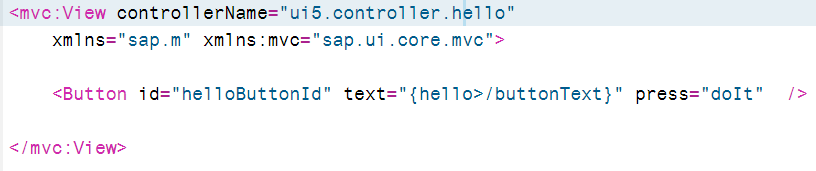 <mvc:View controllerName="ui5.controller.hello"
xmlns="sap.m" xmlns:mvc="sap.ui.core.mvc">
<Button id="helloButtonId" text="{hello>/buttonText}" press="doIt"  />
</mvc:View>